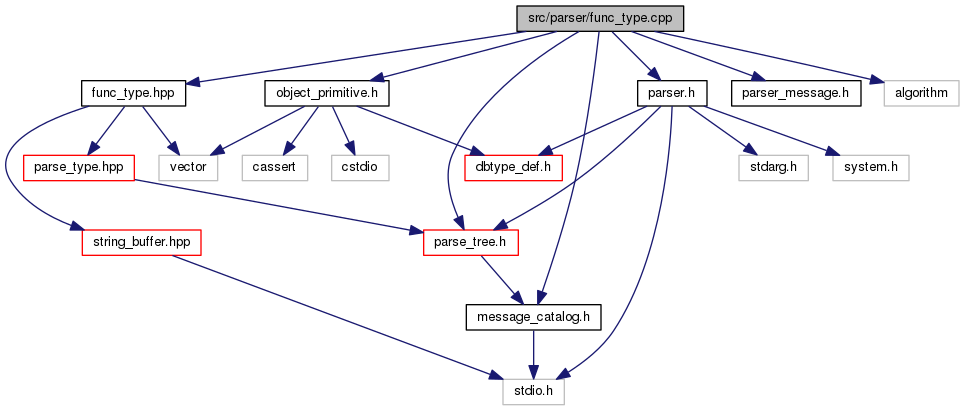 src/parser/func_type.cpp
func_type.hpp
object_primitive.h
parser.h
parser_message.h
algorithm
parse_type.hpp
vector
cassert
cstdio
dbtype_def.h
stdarg.h
system.h
string_buffer.hpp
parse_tree.h
message_catalog.h
stdio.h